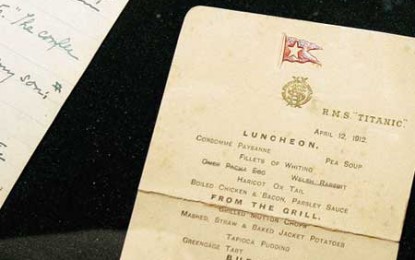 "The
my son,
R.M.S. "TITANIC."
APRIL 12, 1912.
LUNCHEON.
CONSOMME PAYSANNE PEA SOUP
FILLETS OF WHITING
WELSH RABBIT
HARICOT OX TAIL
BOILED CHICKEN & BACON, PARSLEY SAUCE
FROM THE GRILL.
GRILLED MUTTON CHOPS
MASHED, STRAW & BAKED JACKET POTATOES
TAPIOCA PUDDING
GREENGAGE TART